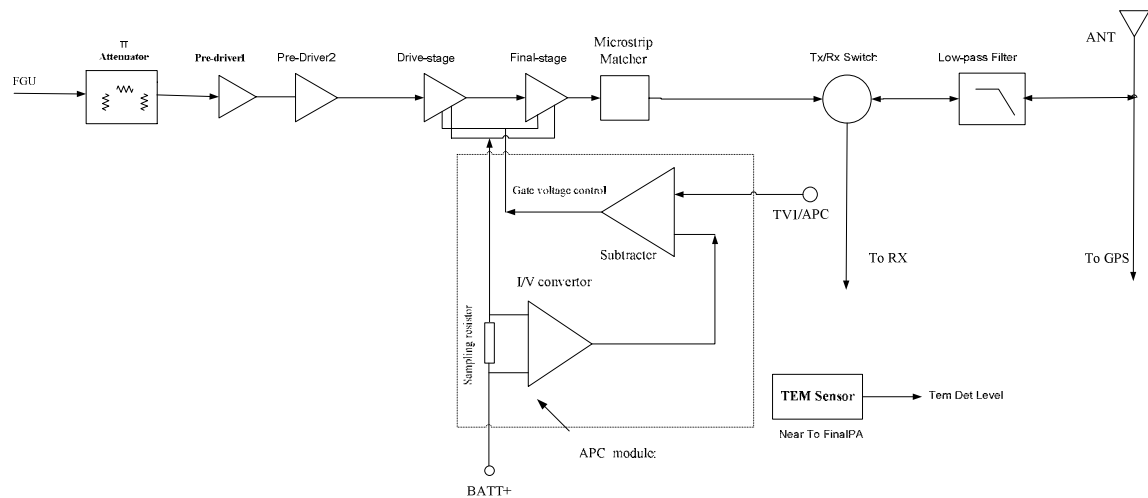 π
Attenuator
FGU
Pre-driver1
Pre-Driver2
Drive-stage
Final-stage
Microstrip
Matcher
Tx/Rx Switch
Low-pass Filter
ANT
Gate voltage control
TV1/APC
Subtracter
To RX
To GPS
I/V convertor
Sampling resistor
TEM Sensor
Tem Det Level
Near To FinalPA
APC module
BATT+